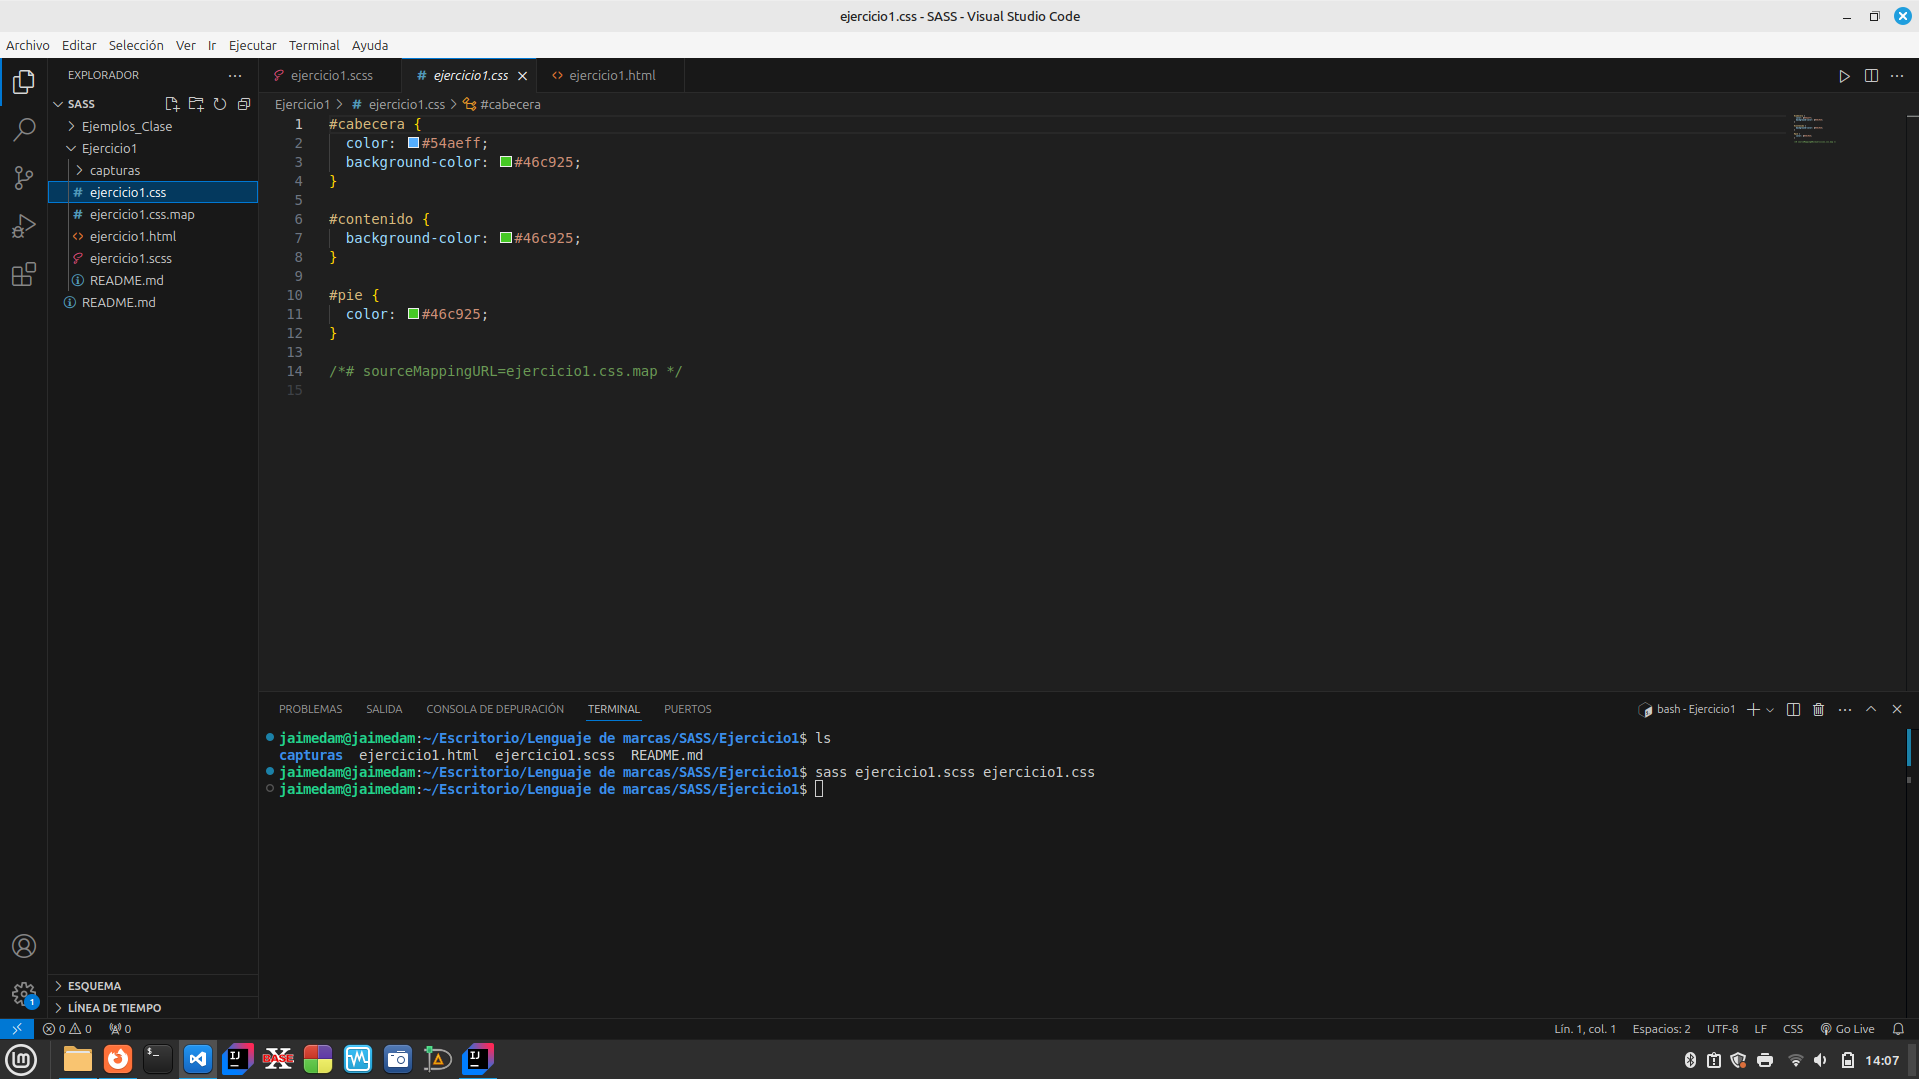 ejercicio1.css - SASS - Visual Studio Code
Archivo Editar Selección Ver Ir Ejecutar Terminal Ayuda
EXPLORADOR
SASS
Ejemplos_Clase
Ejercicio1
capturas
ejercicio1.css
ejercicio1.css.map
ejercicio1.html
ejercicio1.scss
README.md
README.md
ESQUEMA
LÍNEA DE TIEMPO
ejercicio1.scss ejercicio1.css ejercicio1.html
Ejercicio1 > ejercicio1.css > #cabecera
1 #cabecera {
2 color: #54aeff;
3 background-color: #46c925;
4 }
5
6 #contenido {
7 background-color: #46c925;
8 }
9
10 #pie {
11 color: #46c925;
12 }
13
14 /*# sourceMappingURL=ejercicio1.css.map */
15
PROBLEMAS SALIDA CONSOLA DE DEPURACIÓN TERMINAL PUERTOS
bash - Ejercicio1
jaimedam@jaimedam:~/Escritorio/Lenguaje de marcas/SASS/Ejercicio1$ ls
capturas ejercicio1.html ejercicio1.scss README.md
jaimedam@jaimedam:~/Escritorio/Lenguaje de marcas/SASS/Ejercicio1$ sass ejercicio1.scss ejercicio1.css
jaimedam@jaimedam:~/Escritorio/Lenguaje de marcas/SASS/Ejercicio1$
1
0 0 0
Lín. 1, col. 1 Espacios: 2 UTF-8 LF CSS Go Live
lm IJ BASE IJ
14:07